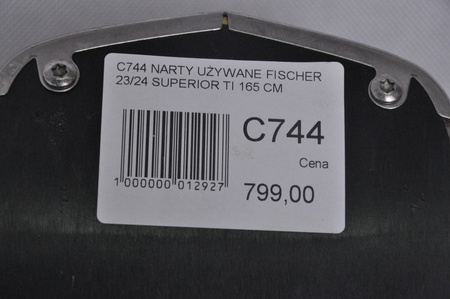 C744 NARTY UŻYWANE FISCHER
23/24 SUPERIOR TI 165 CM
C744
Cena
799,00
1 000000 012927